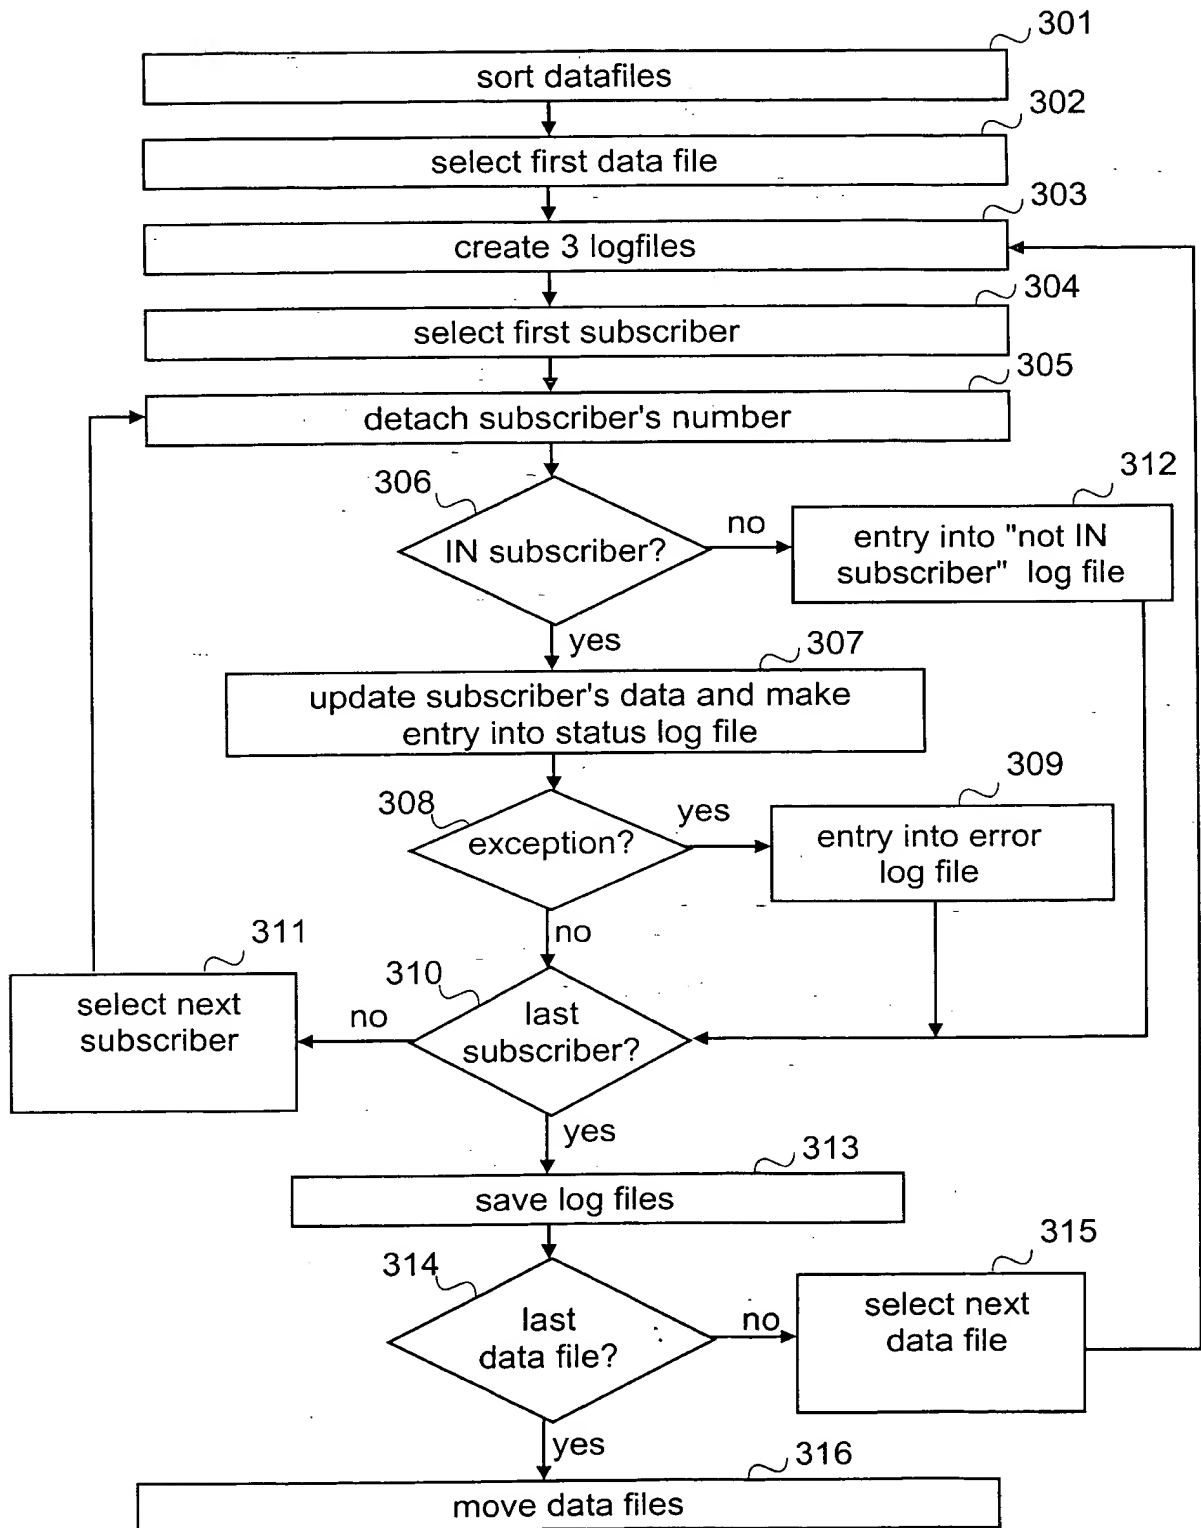 301
sort datafiles
302
select first data file
303
create 3 logfiles
304
select first subscriber
305
detach subscriber's number
306
IN subscriber?
no
312
entry into "not IN
subscriber" log file
yes
307
update subscriber's data and make
entry into status log file
308
exception?
yes
309
entry into error
log file
no
311
select next
subscriber
310
last
subscriber?
no
yes
313
save log files
314
last
data file?
no
315
select next
data file
yes
316
move data files